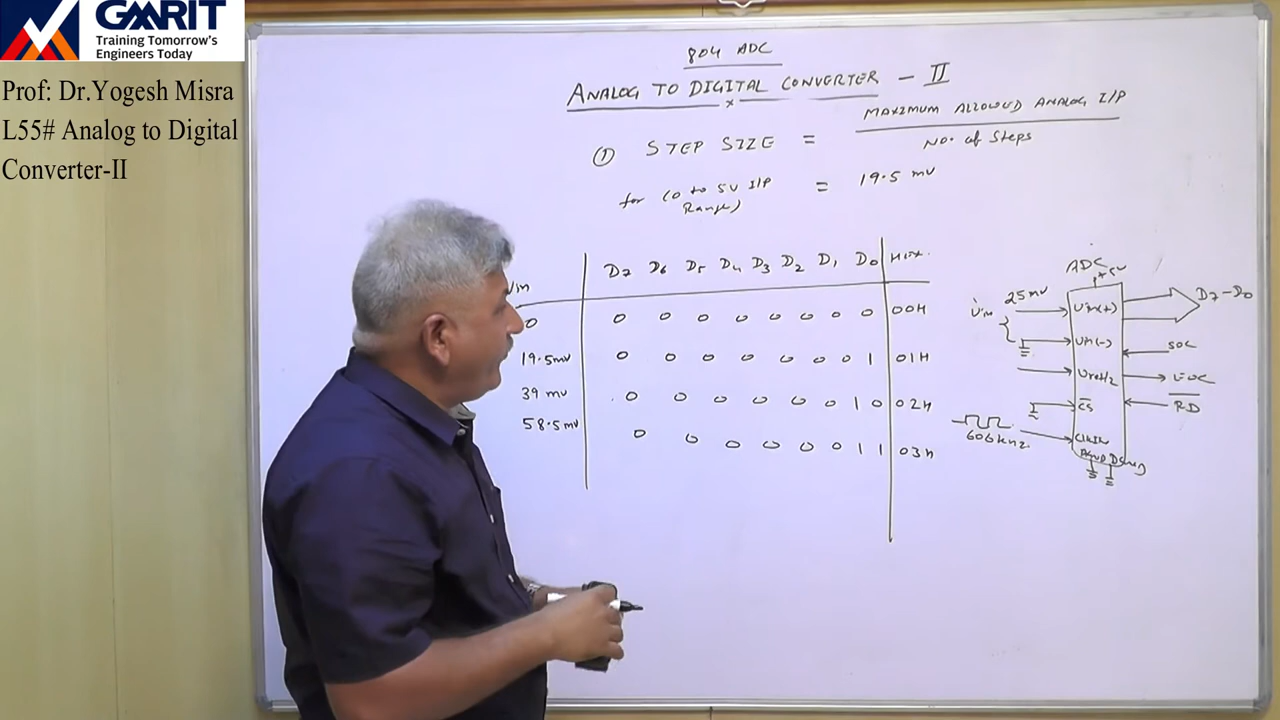 GMRIT
Training Tomorrow's
Engineers Today
Prof: Dr.Yogesh Misra
L55# Analog to Digital
Converter-II
804 ADC
ANALOG TO DIGITAL CONVERTER - II
① STEP SIZE = MAXIMUM ALLOWED ANALOG I/P
No. of Steps
for (0 to 5V I/P Range) = 19.5 mV
Vin D7 D6 D5 D4 D3 D2 D1 D0 Hex.
0 0 0 0 0 0 0 0 0 00H
19.5mV 0 0 0 0 0 0 0 1 01H
39 mV 0 0 0 0 0 0 1 0 02H
58.5mV 0 0 0 0 0 0 1 1 03H
ADC
+5V
Vin 25mV Vin(+) D7-D0
Vin(-) SOC
Vref/2 EOC
C̅S̅ R̅D̅
606kHz CLKIN
AGND DGND